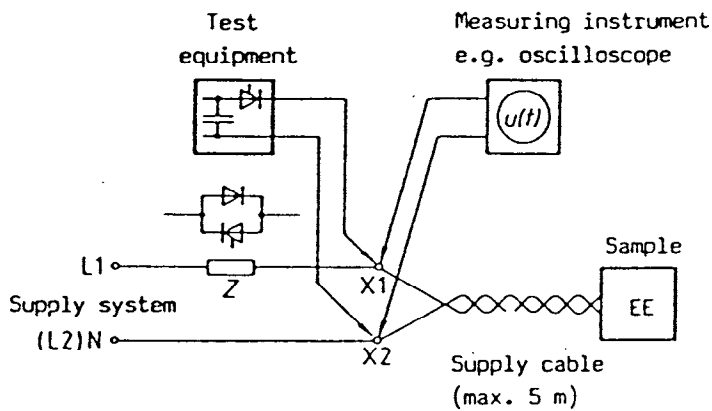 Test
equipment
Measuring instrument
e.g. oscilloscope
u(t)
L1
Z
X1
Sample
EE
Supply system
(L2)N
X2
Supply cable
(max. 5 m)